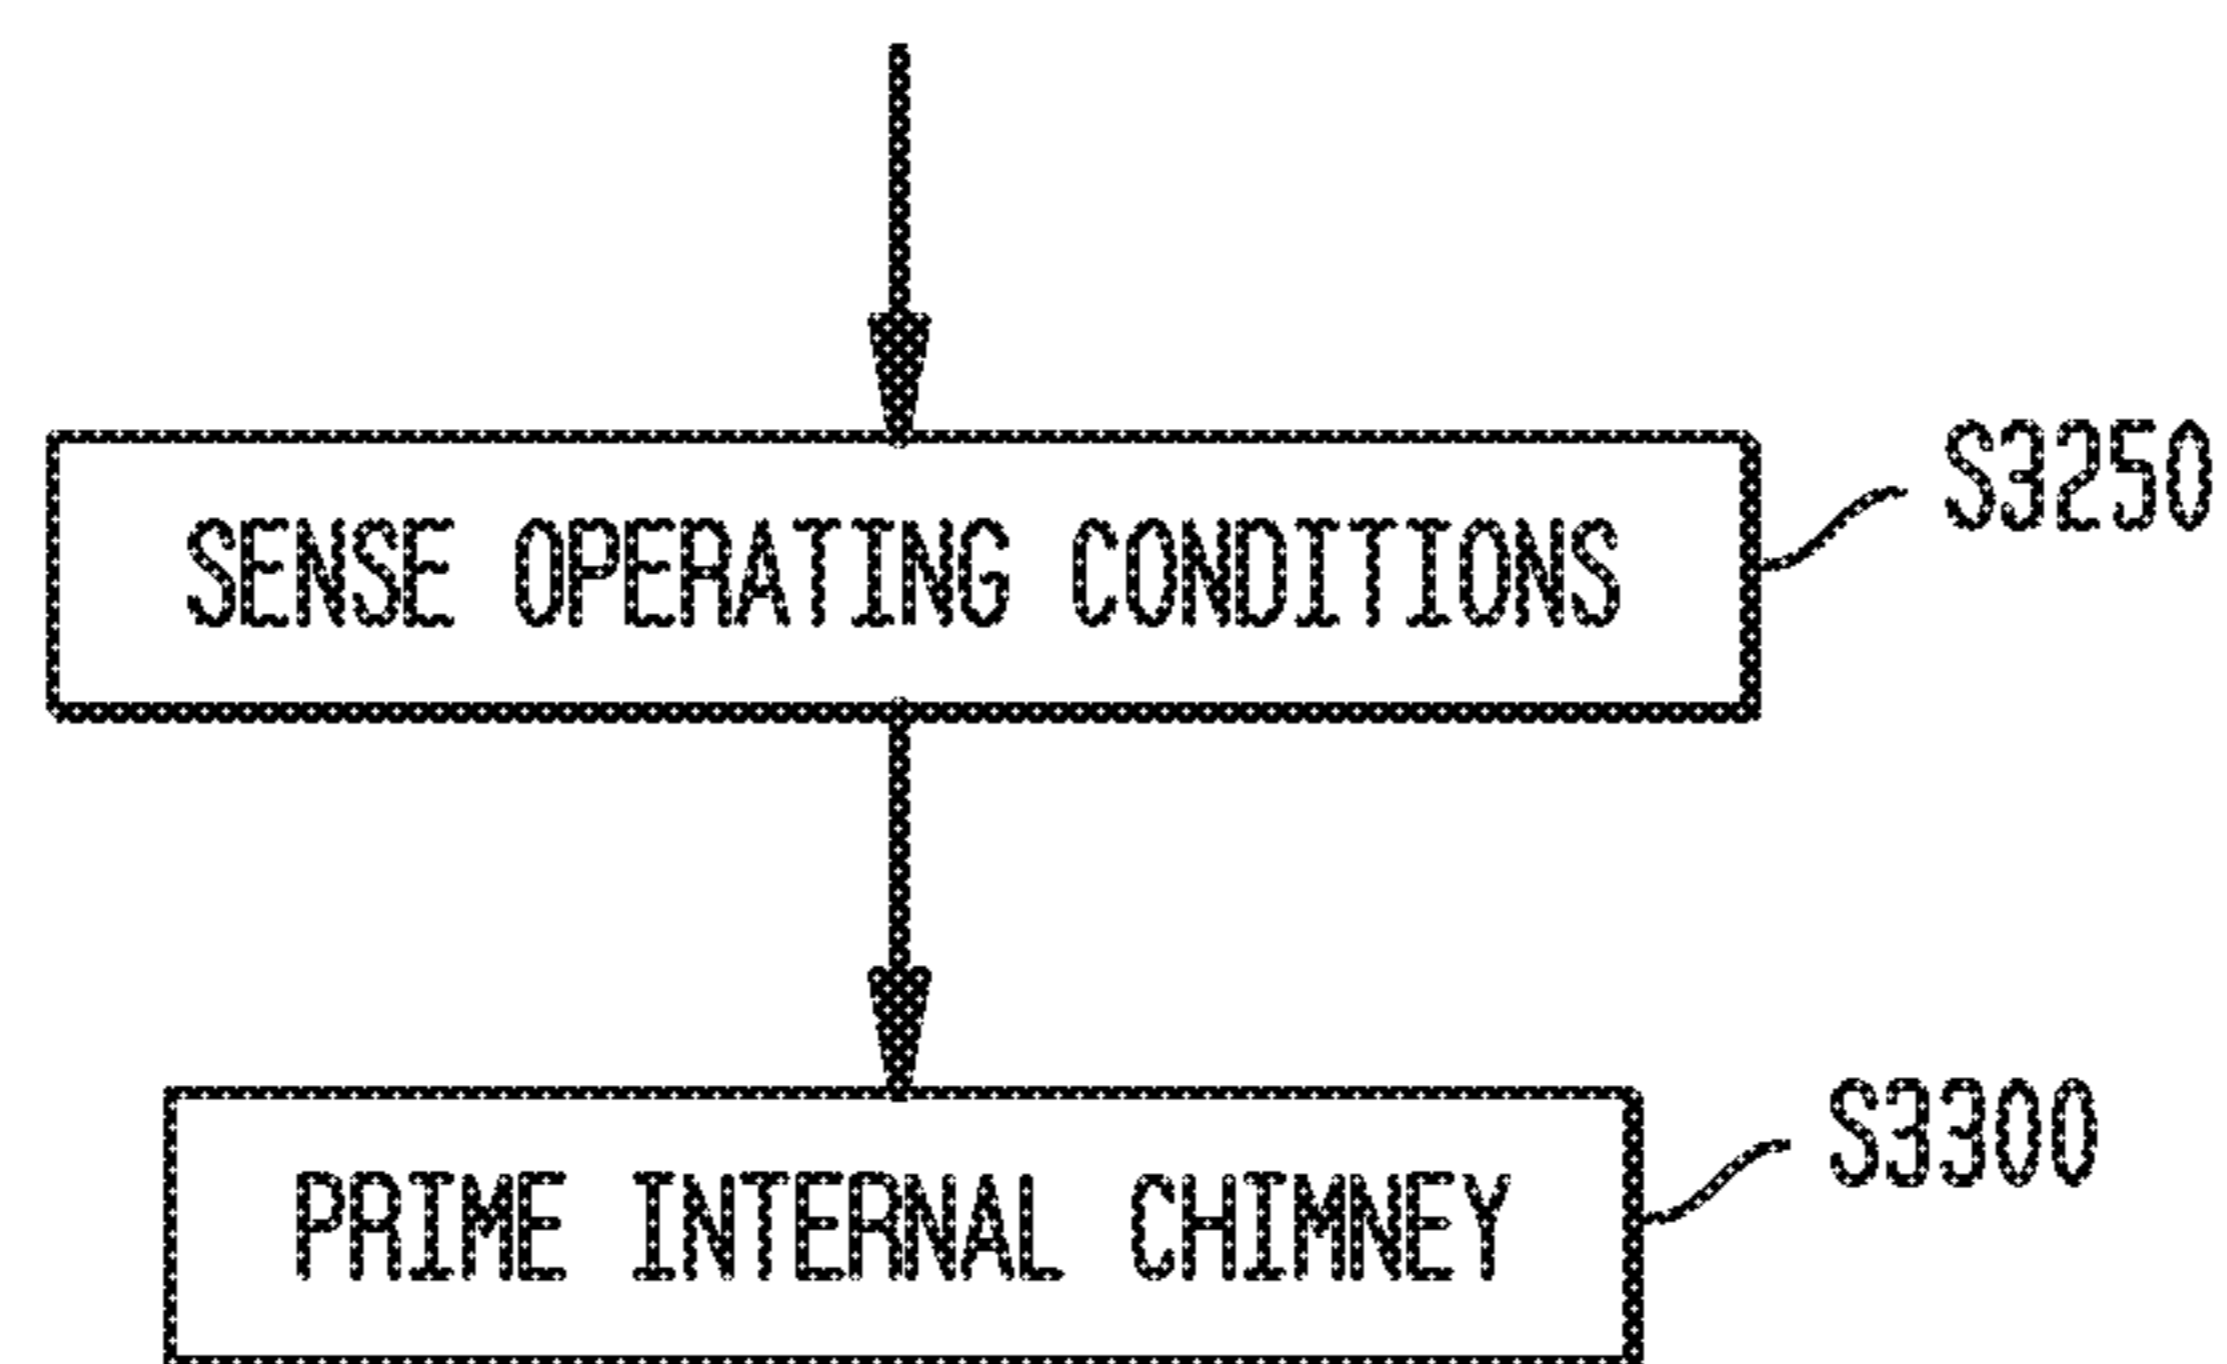 S3250
SENSE OPERATING CONDITIONS
S3300
PRIME INTERNAL CHIMNEY